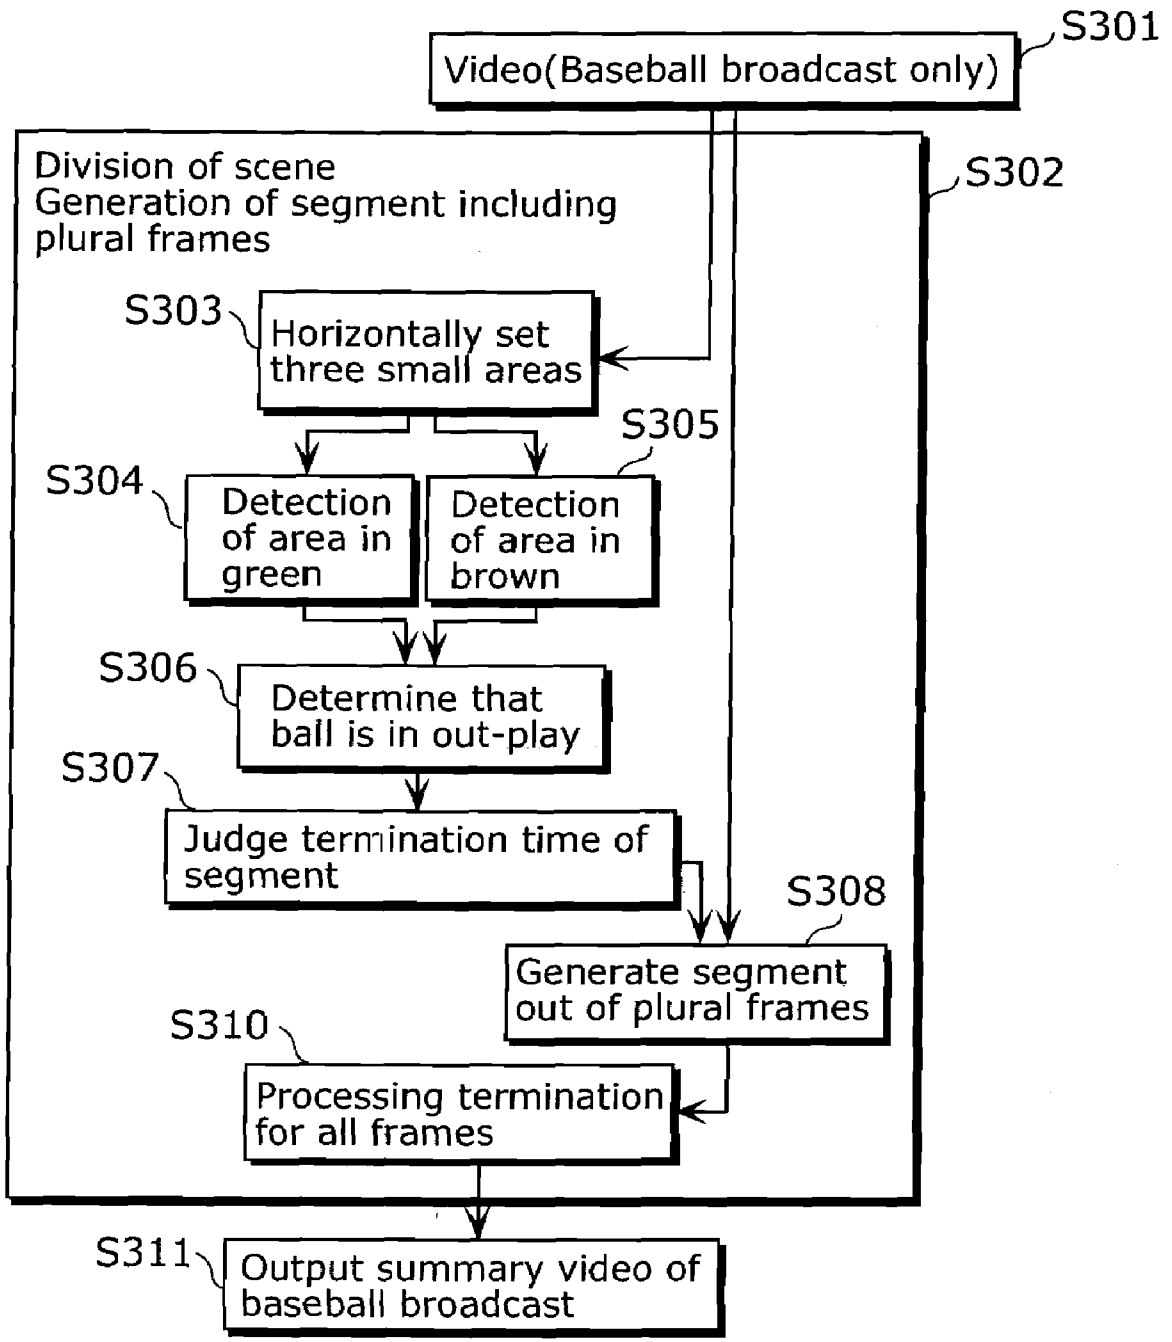 S301
Video(Baseball broadcast only)
S302
Division of scene
Generation of segment including
plural frames
S303
Horizontally set
three small areas
S305
S304
Detection
of area in
green
Detection
of area in
brown
S306
Determine that
ball is in out-play
S307
Judge termination time of
segment
S308
Generate segment
out of plural frames
S310
Processing termination
for all frames
S311
Output summary video of
baseball broadcast